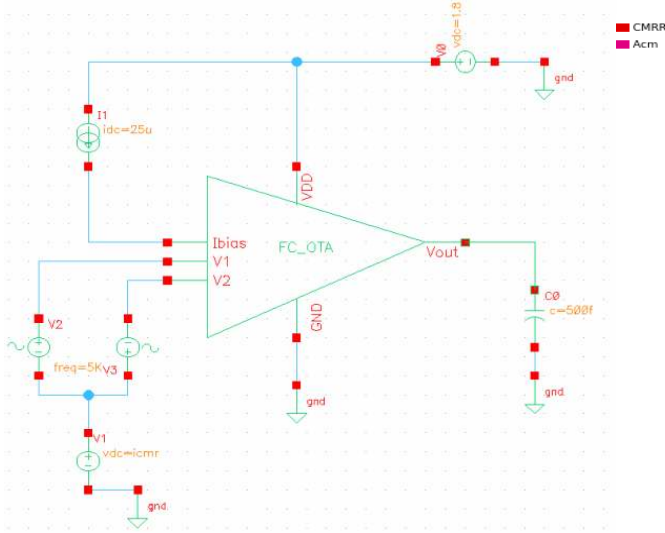 vdc=1.8
V0
CMRR
Acm
gnd
I1
idc=25u
VDD
Ibias
V1
V2
FC_OTA
Vout
GND
C0
c=500f
V2
freq=5K
V3
gnd
gnd
V1
vdc=icmr
gnd